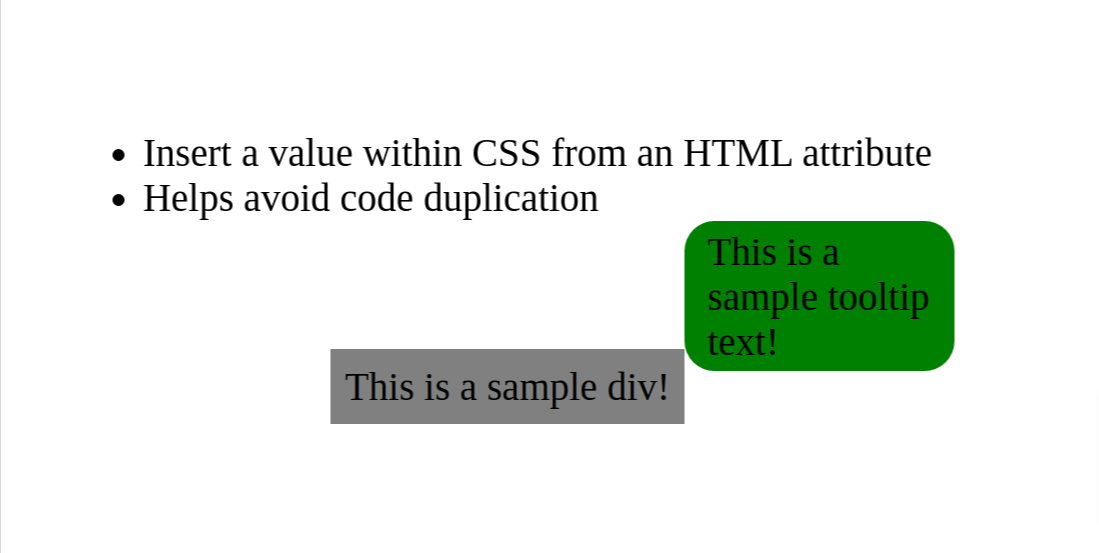 Insert a value within CSS from an HTML attribute
Helps avoid code duplication
This is a
sample tooltip
text!
This is a sample div!